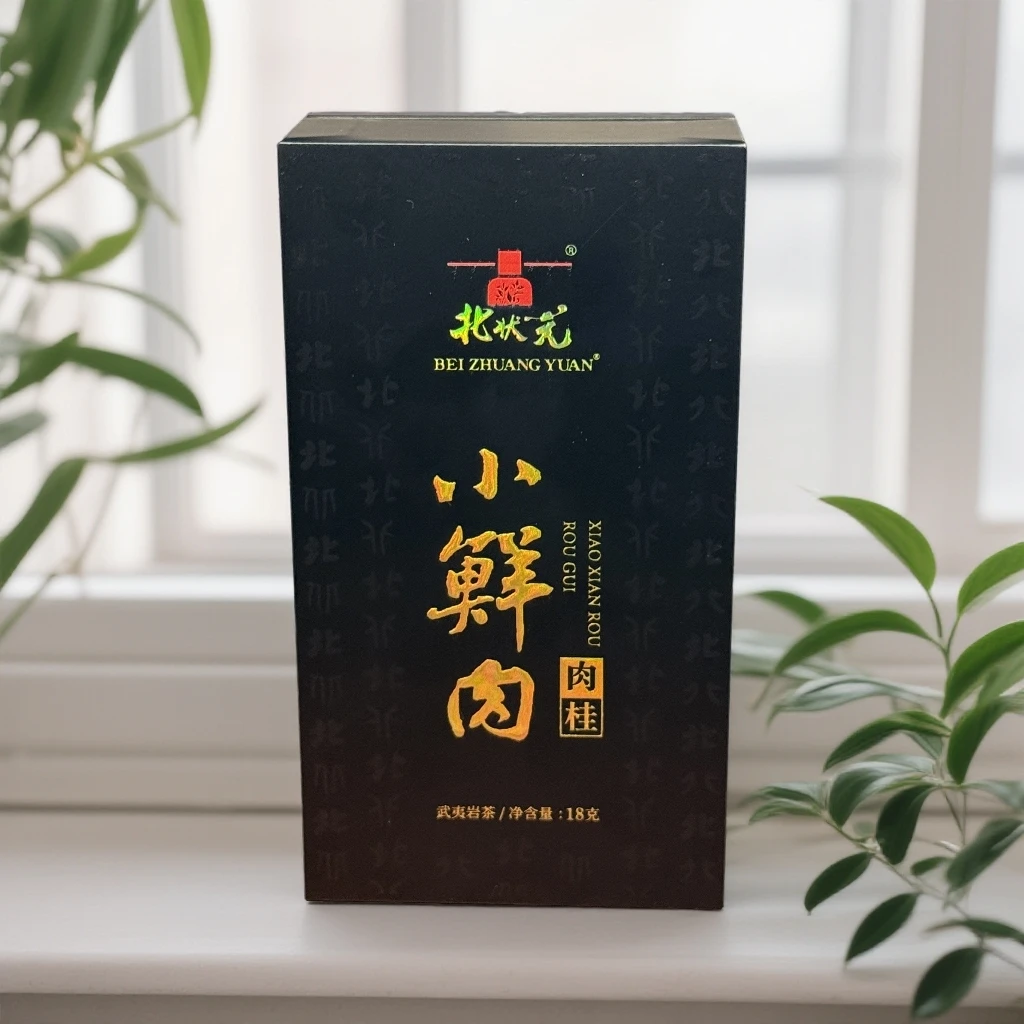 ®
北状元
BEI ZHUANG YUAN®
小鲜肉
XIAO XIAN ROU
ROU GUI
肉桂
武夷岩茶 / 净含量：18克